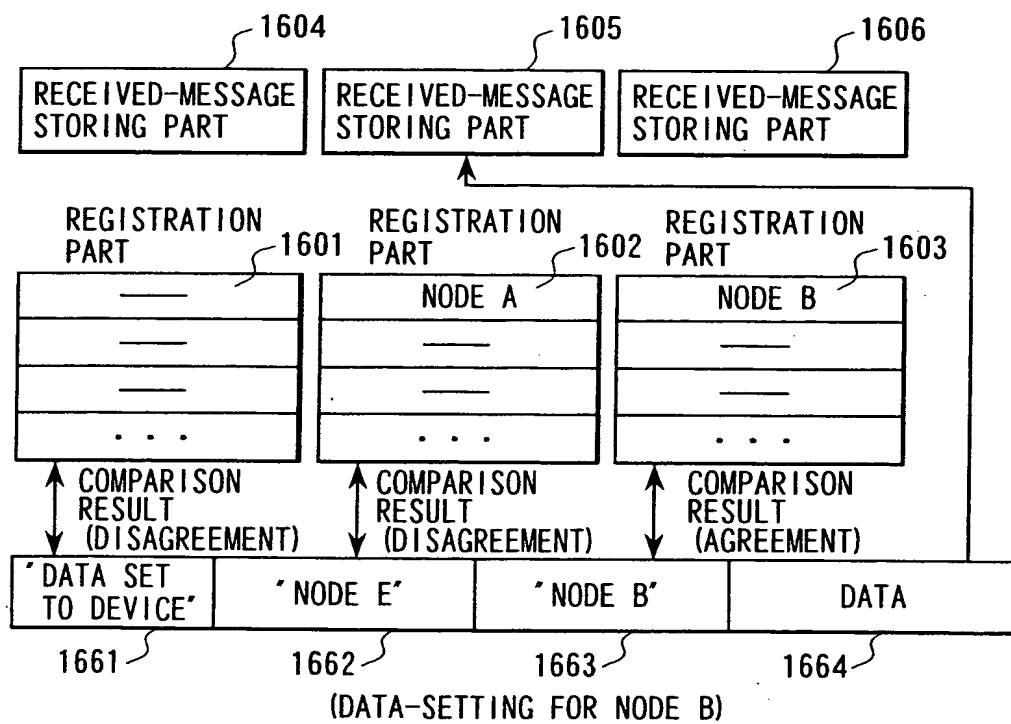 1604
1605
1606
RECEIVED-MESSAGE
STORING PART
RECEIVED-MESSAGE
STORING PART
RECEIVED-MESSAGE
STORING PART
REGISTRATION
PART
1601
REGISTRATION
PART
1602
REGISTRATION
PART
1603
NODE A
NODE B
. . .
. . .
. . .
COMPARISON
RESULT
(DISAGREEMENT)
COMPARISON
RESULT
(DISAGREEMENT)
COMPARISON
RESULT
(AGREEMENT)
"DATA SET
TO DEVICE"
"NODE E"
"NODE B"
DATA
1661
1662
1663
1664
(DATA-SETTING FOR NODE B)